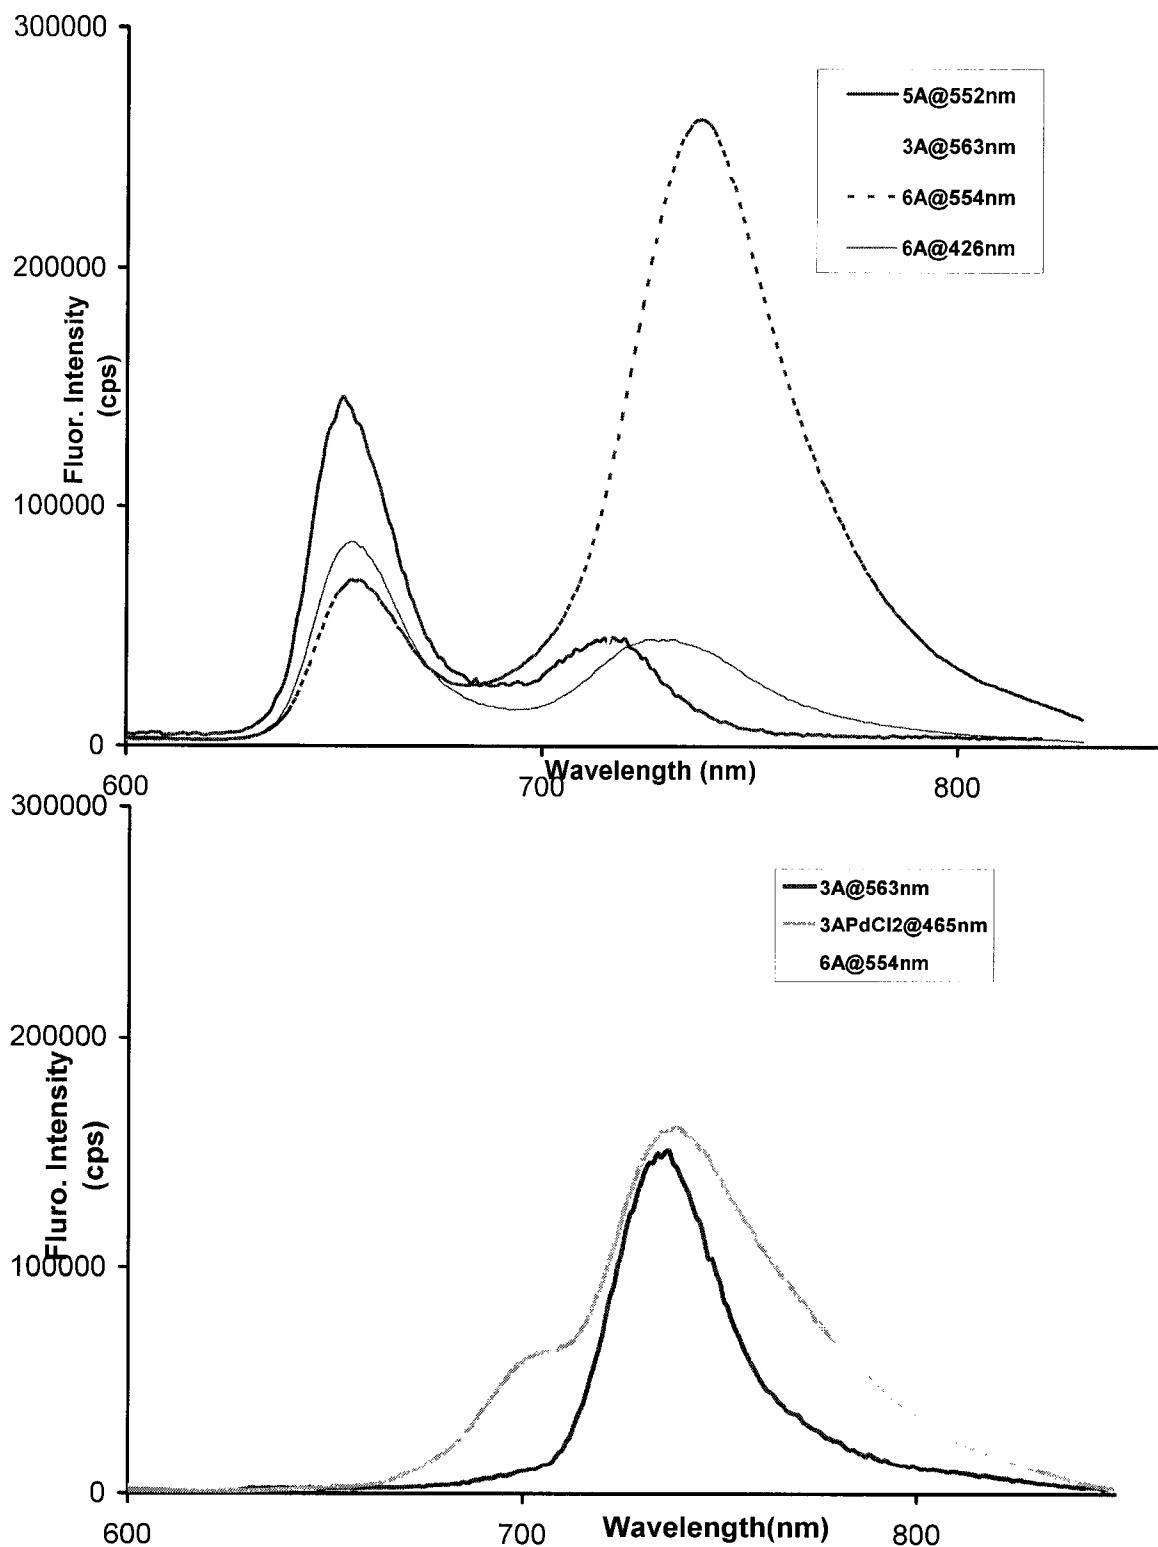 300000
5A@552nm
3A@563nm
6A@554nm
6A@426nm
200000
Fluor. Intensity
(cps)
100000
0
600
700
800
Wavelength (nm)
300000
3A@563nm
3APdCl2@465nm
6A@554nm
200000
Fluro. Intensity
(cps)
100000
0
600
700
800
Wavelength(nm)